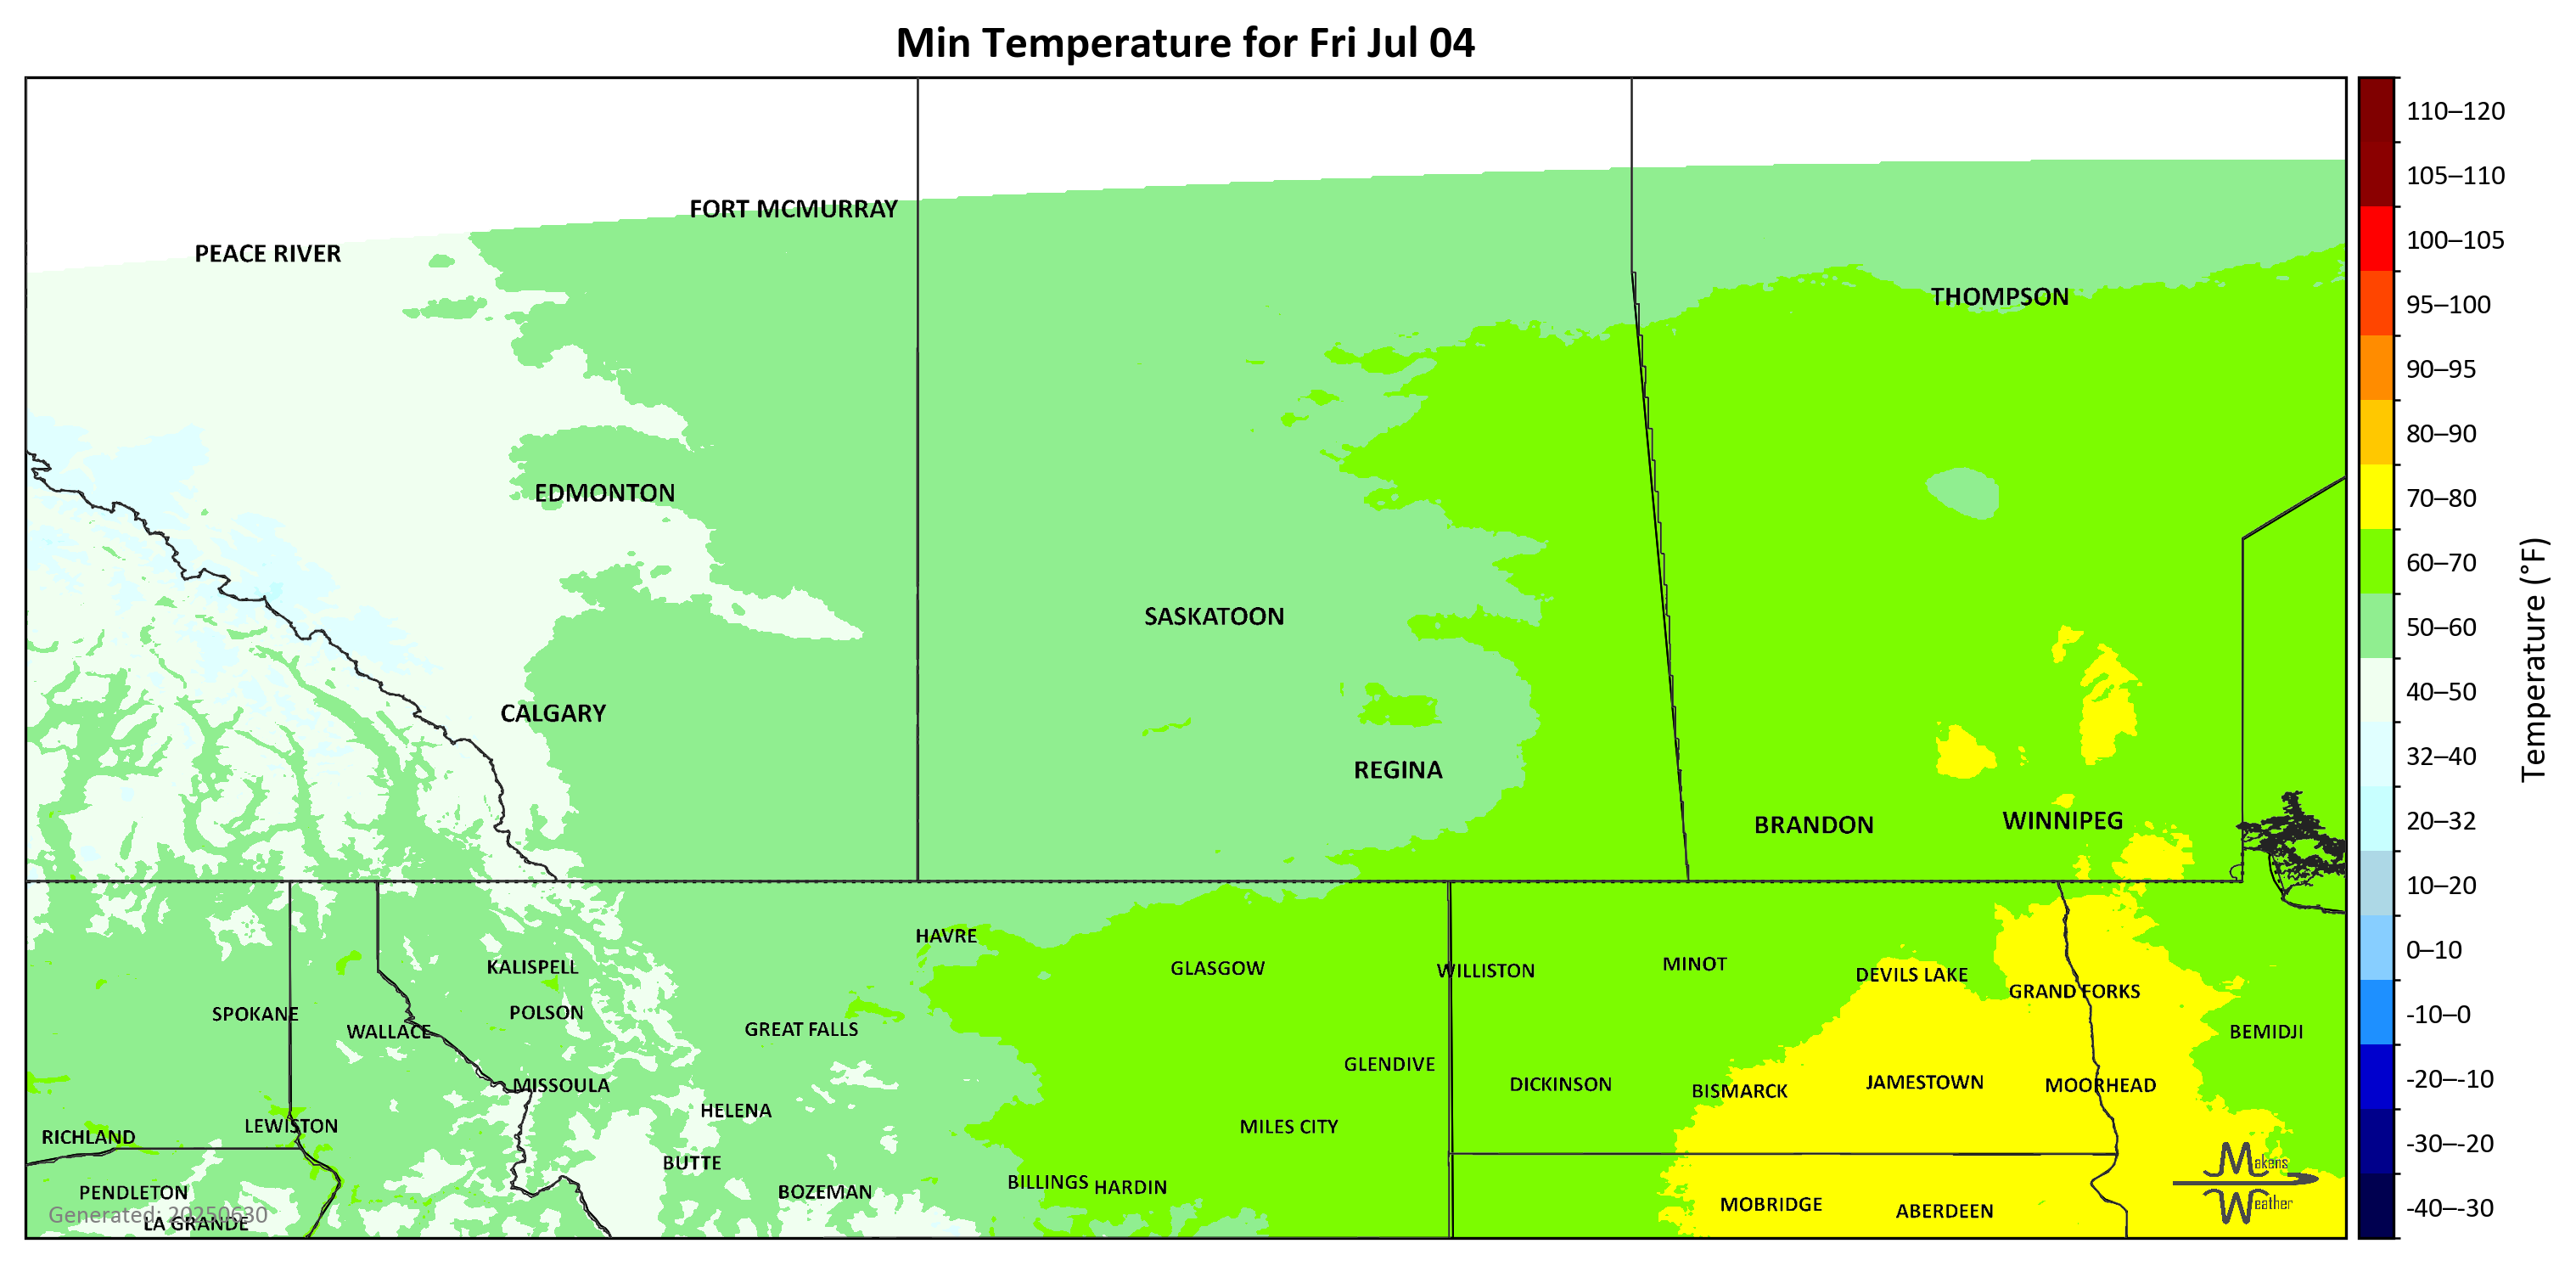 Min Temperature for Fri Jul 04
FORT MCMURRAY
PEACE RIVER
THOMPSON
EDMONTON
SASKATOON
CALGARY
REGINA
BRANDON
WINNIPEG
HAVRE
KALISPELL
GLASGOW
WILLISTON
MINOT
DEVILS LAKE
GRAND FORKS
SPOKANE
POLSON
WALLACE
GREAT FALLS
BEMIDJI
GLENDIVE
MISSOULA
DICKINSON
BISMARCK
JAMESTOWN
MOORHEAD
HELENA
LEWISTON
MILES CITY
RICHLAND
BUTTE
BILLINGS
HARDIN
BOZEMAN
PENDLETON
MOBRIDGE
ABERDEEN
LA GRANDE
Generated: 20250630
Makens
Weather
110–120
105–110
100–105
95–100
90–95
80–90
70–80
60–70
50–60
40–50
32–40
20–32
10–20
0–10
-10–0
-20–-10
-30–-20
-40–-30
Temperature (°F)